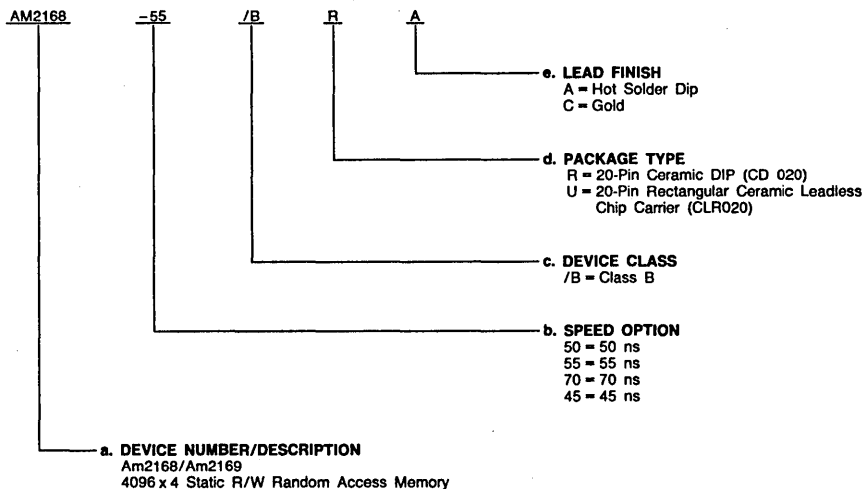 AM2168 -55 /B R A
e. LEAD FINISH
A = Hot Solder Dip
C = Gold
d. PACKAGE TYPE
R = 20-Pin Ceramic DIP (CD 020)
U = 20-Pin Rectangular Ceramic Leadless
Chip Carrier (CLR020)
c. DEVICE CLASS
/B = Class B
b. SPEED OPTION
50 = 50 ns
55 = 55 ns
70 = 70 ns
45 = 45 ns
a. DEVICE NUMBER/DESCRIPTION
Am2168/Am2169
4096 x 4 Static R/W Random Access Memory